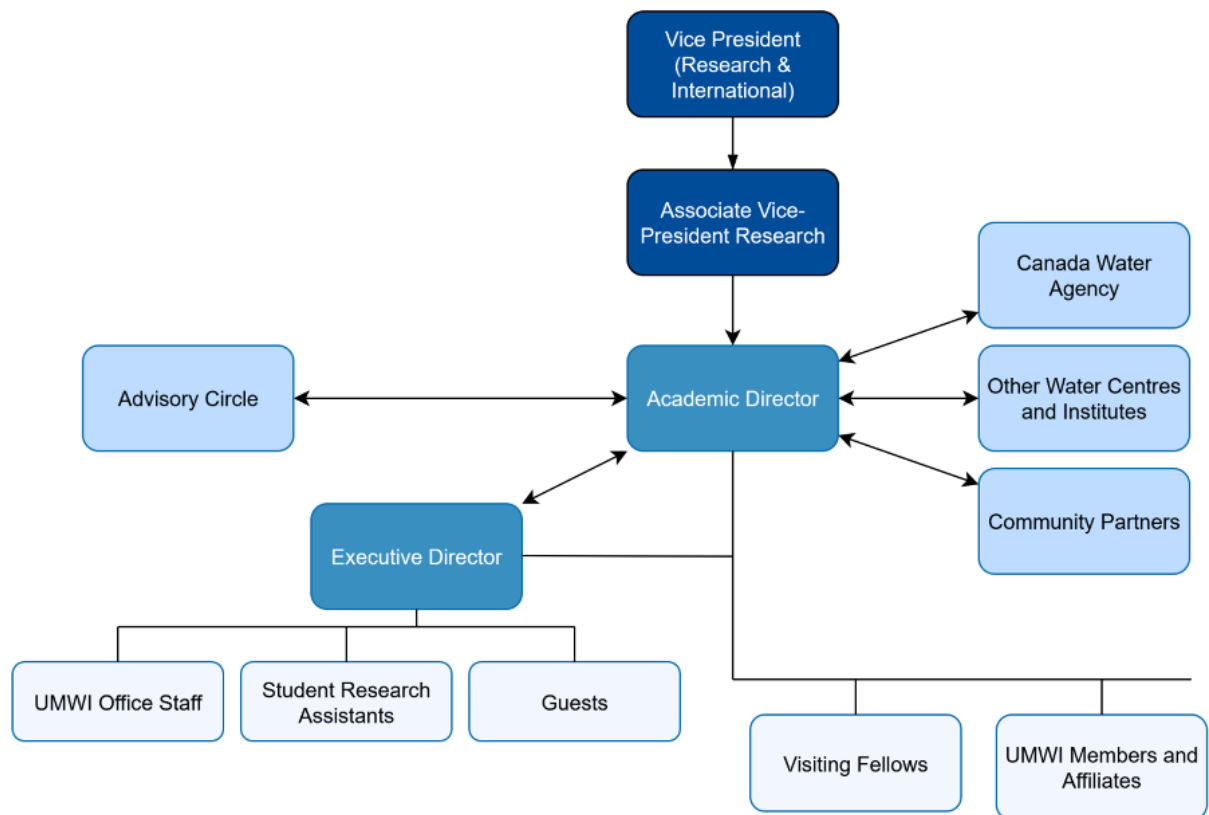 Vice President
(Research &
International)
Associate Vice-
President Research
Canada Water
Agency
Advisory Circle
Academic Director
Other Water Centres
and Institutes
Executive Director
Community Partners
UMWI Office Staff
Student Research
Assistants
Guests
Visiting Fellows
UMWI Members and
Affiliates